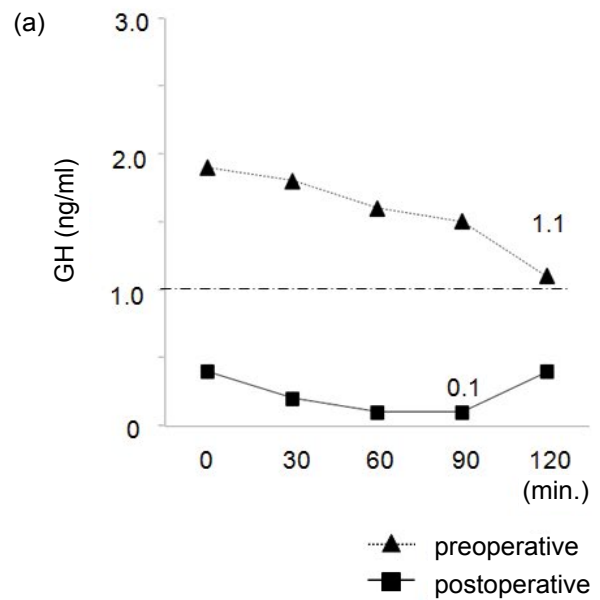 (a)
3.0
2.0
1.0
0
GH (ng/ml)
1.1
0.1
0 30 60 90 120
(min.)
preoperative
postoperative